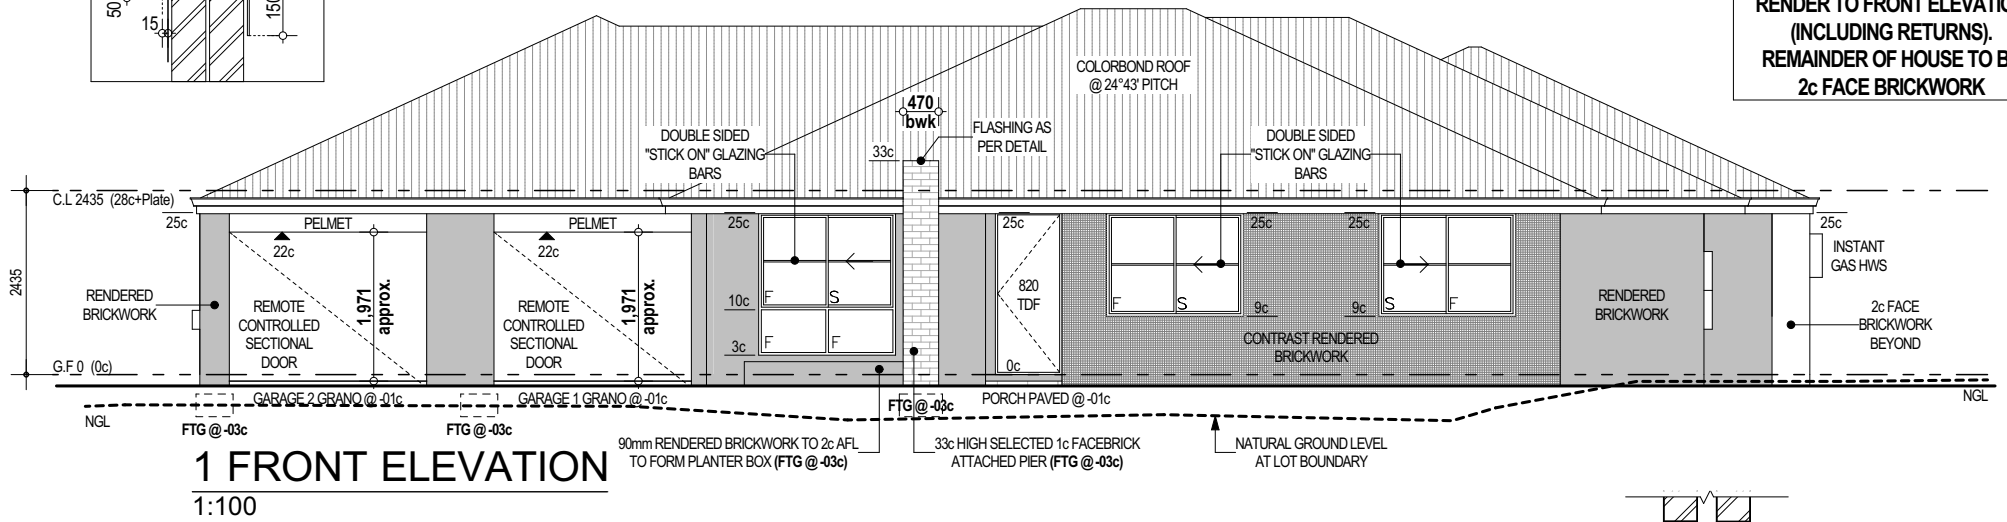 50
15
150
RENDER TO FRONT ELEVATIO
(INCLUDING RETURNS).
REMAINDER OF HOUSE TO B
2c FACE BRICKWORK
COLORBOND ROOF
@ 24°43' PITCH
470
bwk
FLASHING AS
PER DETAIL
33c
DOUBLE SIDED
"STICK ON" GLAZING
BARS
DOUBLE SIDED
"STICK ON" GLAZING
BARS
C.L 2435 (28c+Plate)
2435
G.F 0 (0c)
25c
PELMET
22c
PELMET
22c
25c
25c
25c
25c
25c
RENDERED
BRICKWORK
REMOTE
CONTROLLED
SECTIONAL
DOOR
1,971
approx.
REMOTE
CONTROLLED
SECTIONAL
DOOR
1,971
approx.
10c
3c
F
S
F
F
820
TDF
0c
F
S
9c
9c
S
F
CONTRAST RENDERED
BRICKWORK
RENDERED
BRICKWORK
INSTANT
GAS HWS
2c FACE
BRICKWORK
BEYOND
GARAGE 2 GRANO @ -01c
GARAGE 1 GRANO @ -01c
FTG @ -03c
PORCH PAVED @ -01c
NGL
NGL
FTG @ -03c
FTG @ -03c
90mm RENDERED BRICKWORK TO 2c AFL
TO FORM PLANTER BOX (FTG @ -03c)
33c HIGH SELECTED 1c FACEBRICK
ATTACHED PIER (FTG @ -03c)
NATURAL GROUND LEVEL
AT LOT BOUNDARY
1 FRONT ELEVATION
1:100